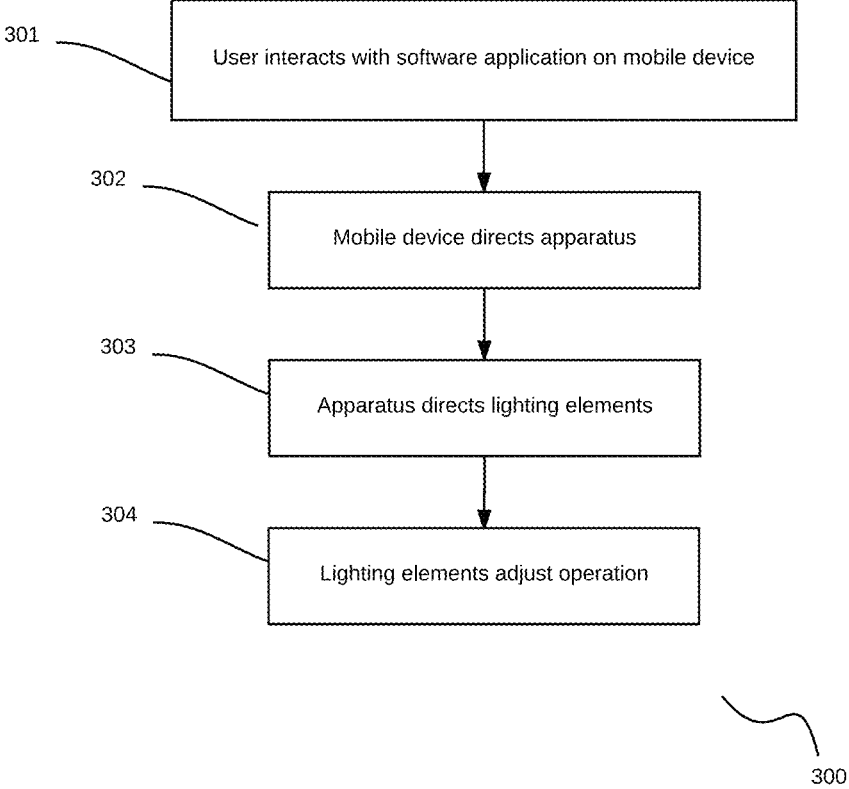 301
User interacts with software application on mobile device
302
Mobile device directs apparatus
303
Apparatus directs lighting elements
304
Lighting elements adjust operation
300